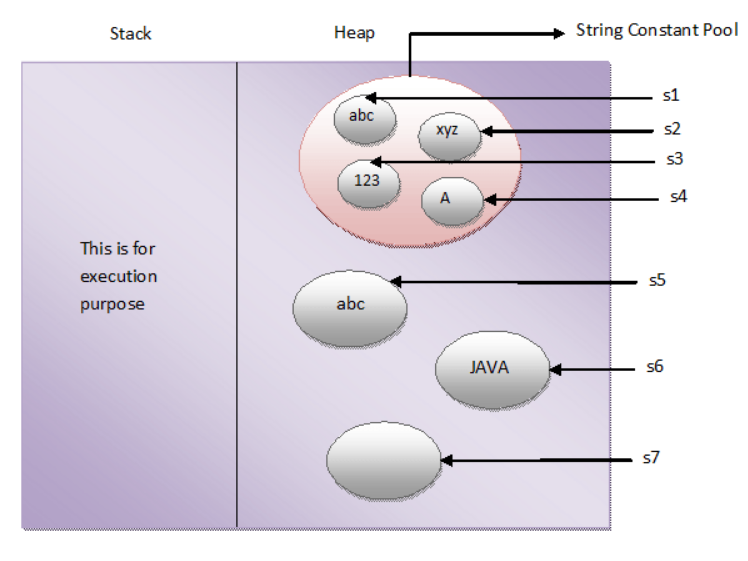 Stack
Heap
String Constant Pool
abc
s1
xyz
s2
123
s3
A
s4
This is for
execution
purpose
abc
s5
JAVA
s6
s7